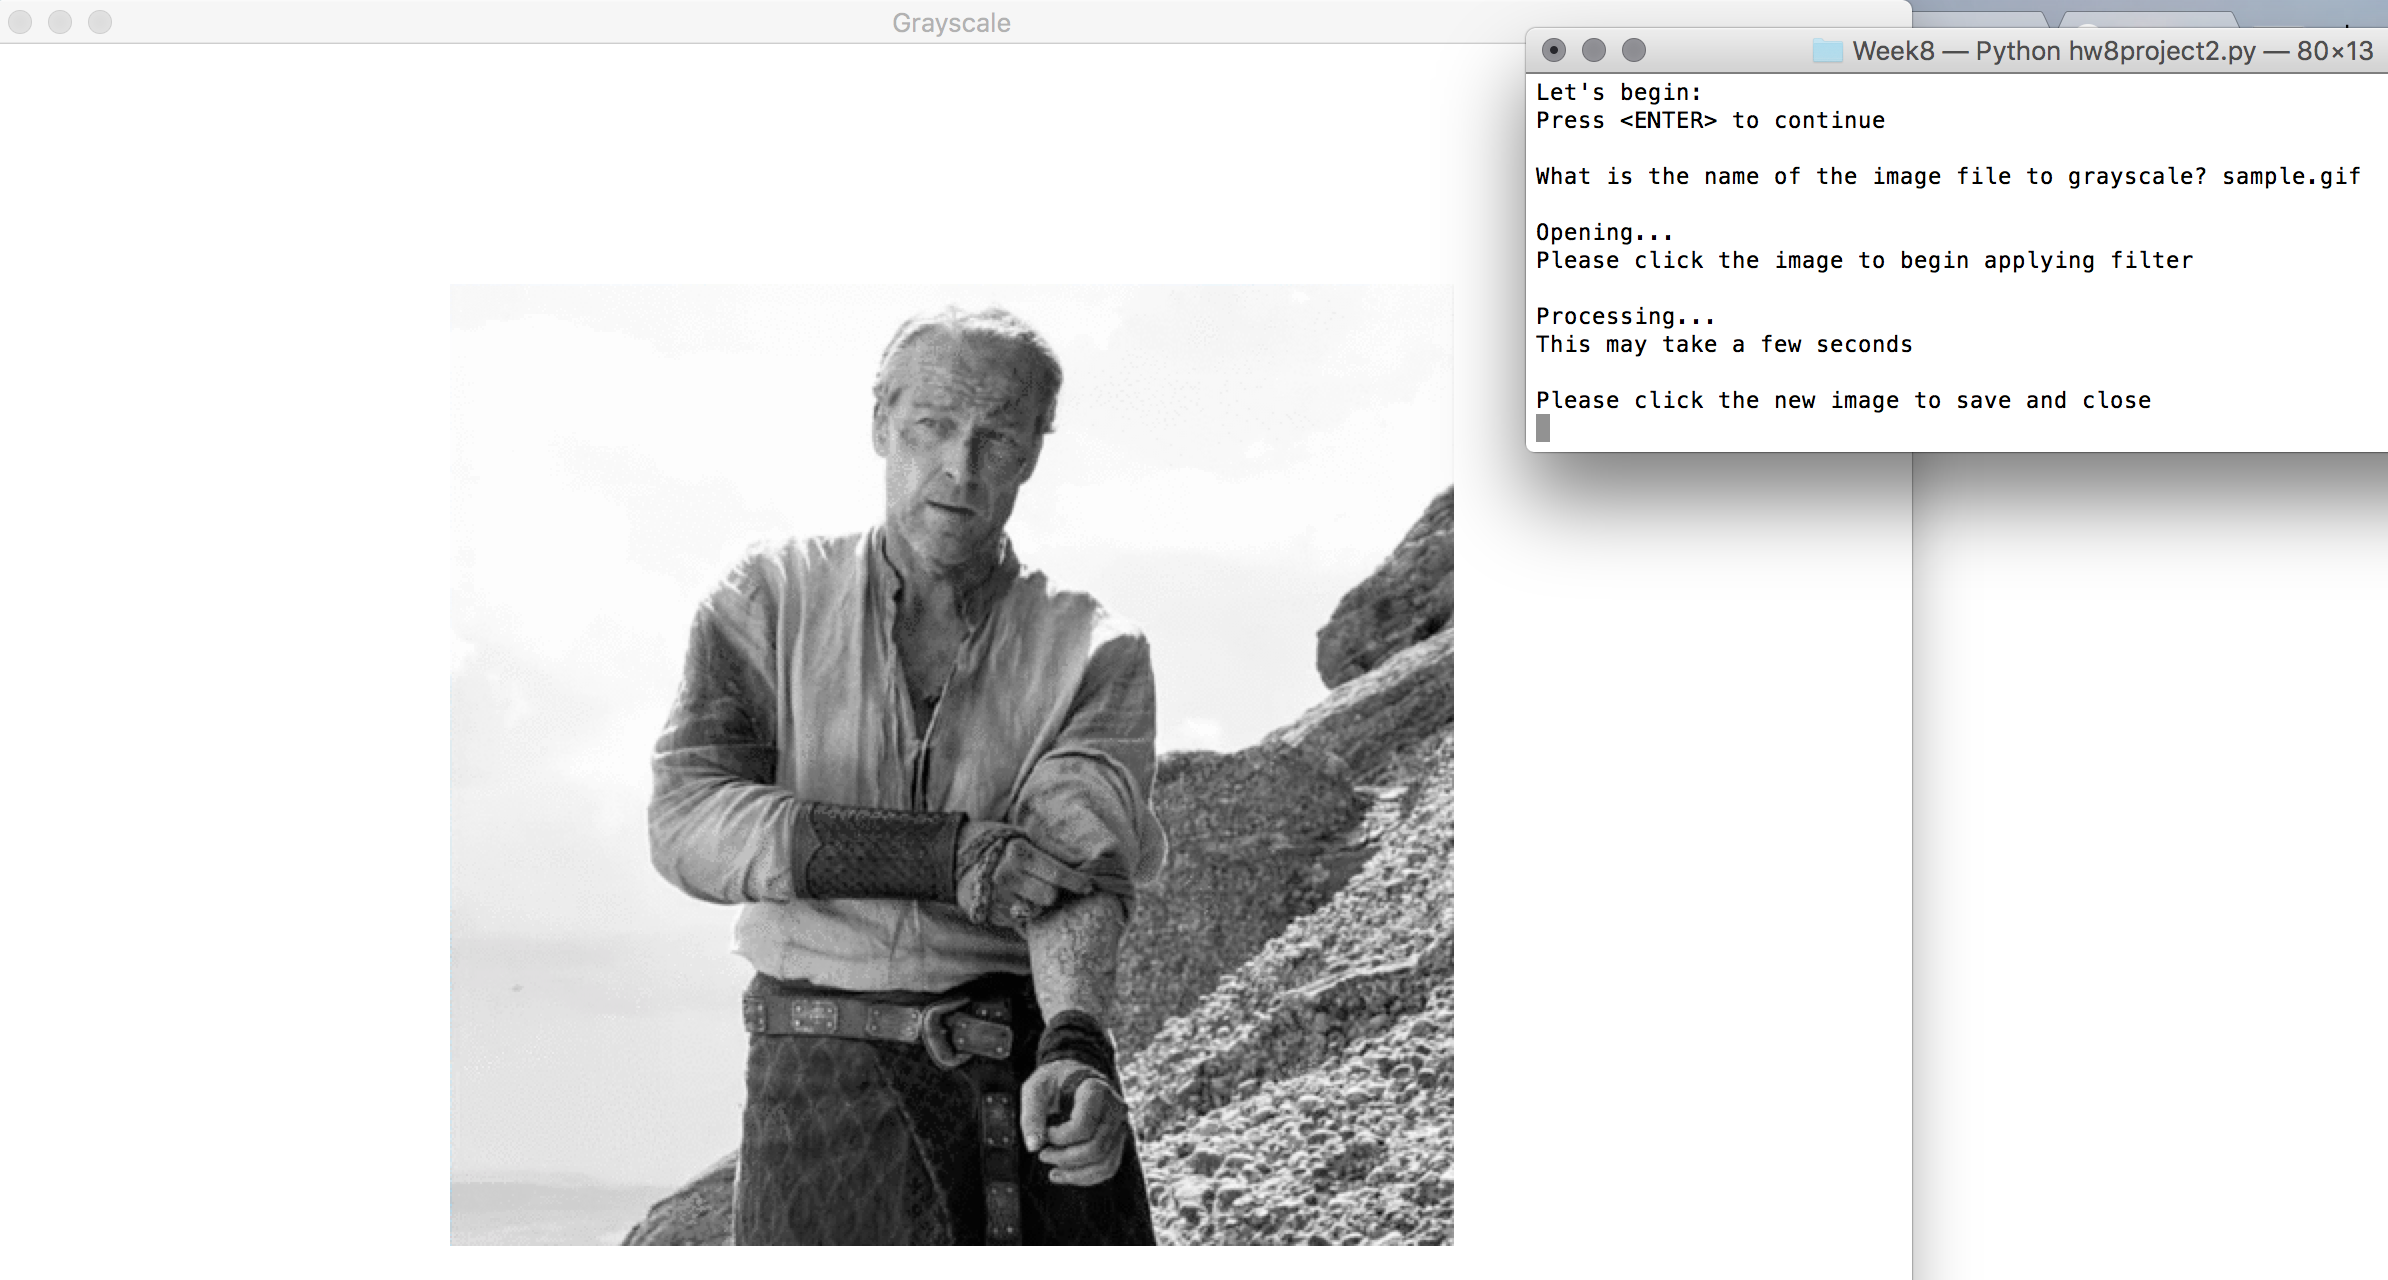 Grayscale
Week8 — Python hw8project2.py — 80×13
Let's begin:
Press <ENTER> to continue
What is the name of the image file to grayscale? sample.gif
Opening...
Please click the image to begin applying filter
Processing...
This may take a few seconds
Please click the new image to save and close